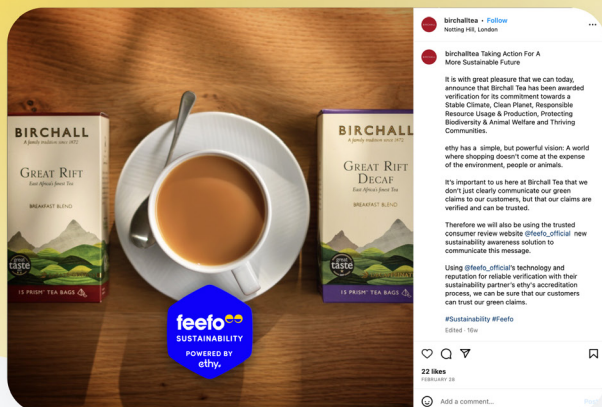 BIRCHALL
A family tradition since 1872
GREAT RIFT
East Africa's finest Tea
BREAKFAST BLEND
great
taste
15 PRISM™ TEA BAGS
BIRCHALL
A family tradition since 1872
GREAT RIFT
DECAF
East Africa's finest Tea
BREAKFAST BLEND
great
taste
15 PRISM™ TEA BAGS
feefo
SUSTAINABILITY
POWERED BY
ethy.
birchalltea • Follow
Notting Hill, London
birchalltea Taking Action For A
More Sustainable Future
It is with great pleasure that we can today,
announce that Birchall Tea has been awarded
verification for its commitment towards a
Stable Climate, Clean Planet, Responsible
Resource Usage & Production, Protecting
Biodiversity & Animal Welfare and Thriving
Communities.
ethy has a simple, but powerful vision: A world
where shopping doesn't come at the expense
of the environment, people or animals.
It's important to us here at Birchall Tea that we
don't just clearly communicate our green
claims to our customers, but that our claims are
verified and can be trusted.
Therefore we will also be using the trusted
consumer review website @feefo_official new
sustainability awareness solution to
communicate this message.
Using @feefo_official's technology and
reputation for reliable verification with their
sustainability partner's ethy's accreditation
process, we can be sure that our customers
can trust our green claims.
#Sustainability #Feefo
Edited · 16w
22 likes
FEBRUARY 28
Add a comment...